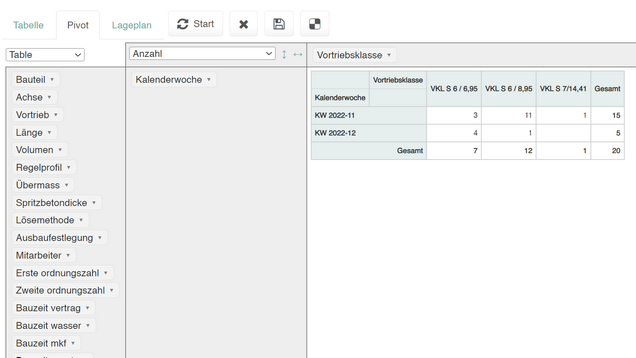 Tabelle
Pivot
Lageplan
Start
Table
Anzahl
Vortriebsklasse
Bauteil
Achse
Vortrieb
Länge
Volumen
Regelprofil
Übermass
Spritzbetondicke
Lösemethode
Ausbaufestlegung
Mitarbeiter
Erste ordnungszahl
Zweite ordnungszahl
Bauzeit vertrag
Bauzeit wasser
Bauzeit mkf
Kalenderwoche
Vortriebsklasse VKL S 6 / 6,95 VKL S 6 / 8,95 VKL S 7/14,41 Gesamt
Kalenderwoche
KW 2022-11 3 11 1 15
KW 2022-12 4 1 5
Gesamt 7 12 1 20